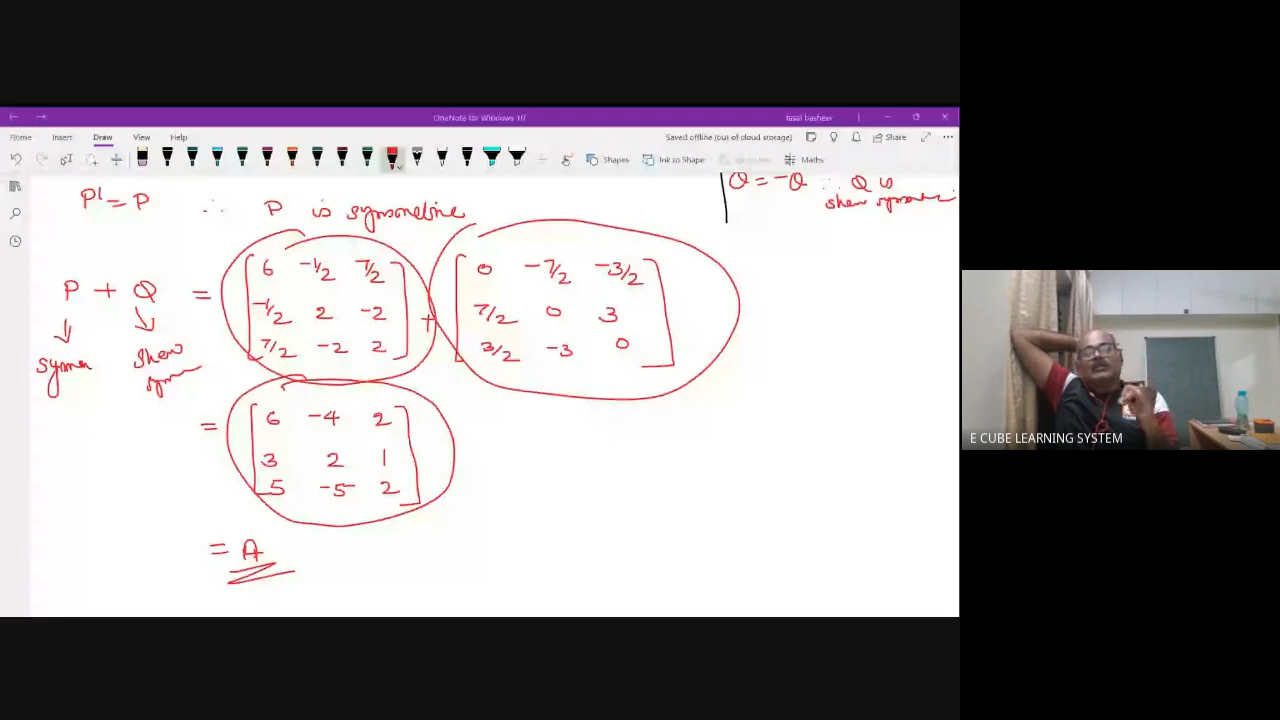 OneNote for Windows 10
fasal basheer
Home Insert Draw View Help
Saved offline (out of cloud storage)
Share
Shapes
Ink to Shape
Maths
P' = P ∴ P is symmetric
Q = -Q ∴ Q is
skew symmetric
P + Q = [6 -1/2 7/2
-1/2 2 -2
7/2 -2 2] + [0 -7/2 -3/2
7/2 0 3
3/2 -3 0]
symm
skew
symm
= [6 -4 2
3 2 1
5 -5 2]
= A
E CUBE LEARNING SYSTEM